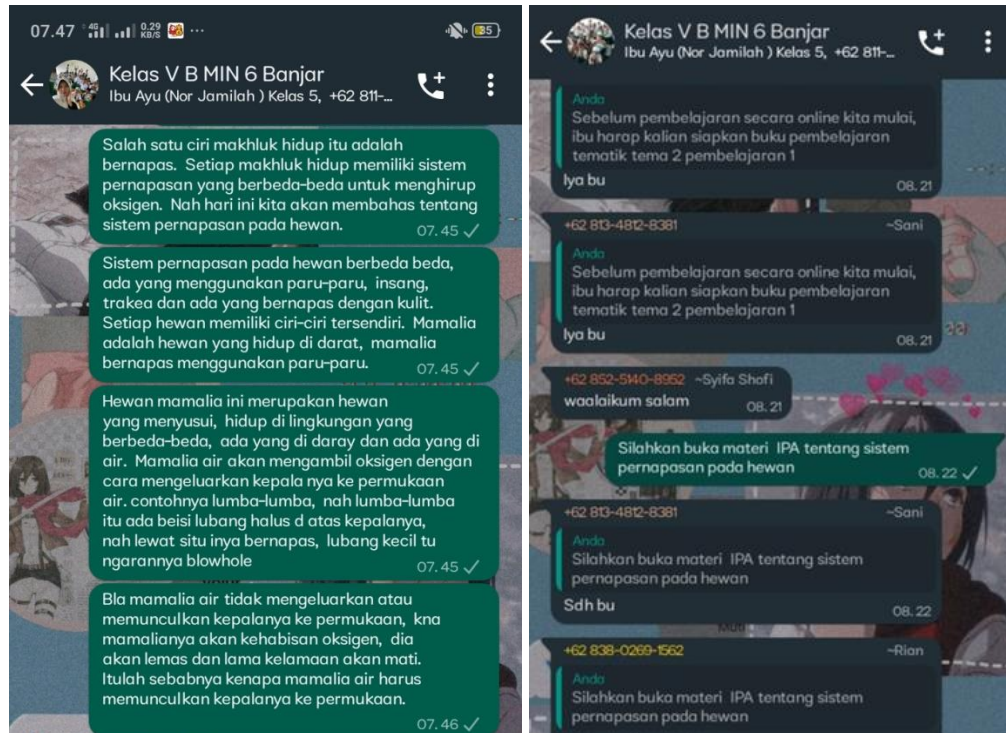 07.47 4G 0.29 KB/S ... 85
Kelas V B MIN 6 Banjar
Ibu Ayu (Nor Jamilah ) Kelas 5, +62 811-...
Salah satu ciri makhluk hidup itu adalah
bernapas. Setiap makhluk hidup memiliki sistem
pernapasan yang berbeda-beda untuk menghirup
oksigen. Nah hari ini kita akan membahas tentang
sistem pernapasan pada hewan. 07.45
Sistem pernapasan pada hewan berbeda beda,
ada yang menggunakan paru-paru, insang,
trakea dan ada yang bernapas dengan kulit.
Setiap hewan memiliki ciri-ciri tersendiri. Mamalia
adalah hewan yang hidup di darat, mamalia
bernapas menggunakan paru-paru. 07.45
Hewan mamalia ini merupakan hewan
yang menyusui, hidup di lingkungan yang
berbeda-beda, ada yang di daray dan ada yang di
air. Mamalia air akan mengambil oksigen dengan
cara mengeluarkan kepala nya ke permukaan
air. contohnya lumba-lumba, nah lumba-lumba
itu ada beisi lubang halus d atas kepalanya,
nah lewat situ inya bernapas, lubang kecil tu
ngarannya blowhole 07.45
Bla mamalia air tidak mengeluarkan atau
memunculkan kepalanya ke permukaan, kna
mamalianya akan kehabisan oksigen, dia
akan lemas dan lama kelamaan akan mati.
Itulah sebabnya kenapa mamalia air harus
memunculkan kepalanya ke permukaan.
07.46
Kelas V B MIN 6 Banjar
Ibu Ayu (Nor Jamilah ) Kelas 5, +62 811-...
Anda
Sebelum pembelajaran secara online kita mulai,
ibu harap kalian siapkan buku pembelajaran
tematik tema 2 pembelajaran 1
Iya bu 08.21
+62 813-4812-8381 ~Sani
Anda
Sebelum pembelajaran secara online kita mulai,
ibu harap kalian siapkan buku pembelajaran
tematik tema 2 pembelajaran 1
Iya bu 08.21
+62 852-5140-8952 ~Syifa Shofi
waalaikum salam 08.21
Silahkan buka materi IPA tentang sistem
pernapasan pada hewan 08.22
+62 813-4812-8381 ~Sani
Anda
Silahkan buka materi IPA tentang sistem
pernapasan pada hewan
Sdh bu 08.22
+62 838-0269-1562 ~Rian
Anda
Silahkan buka materi IPA tentang sistem
pernapasan pada hewan